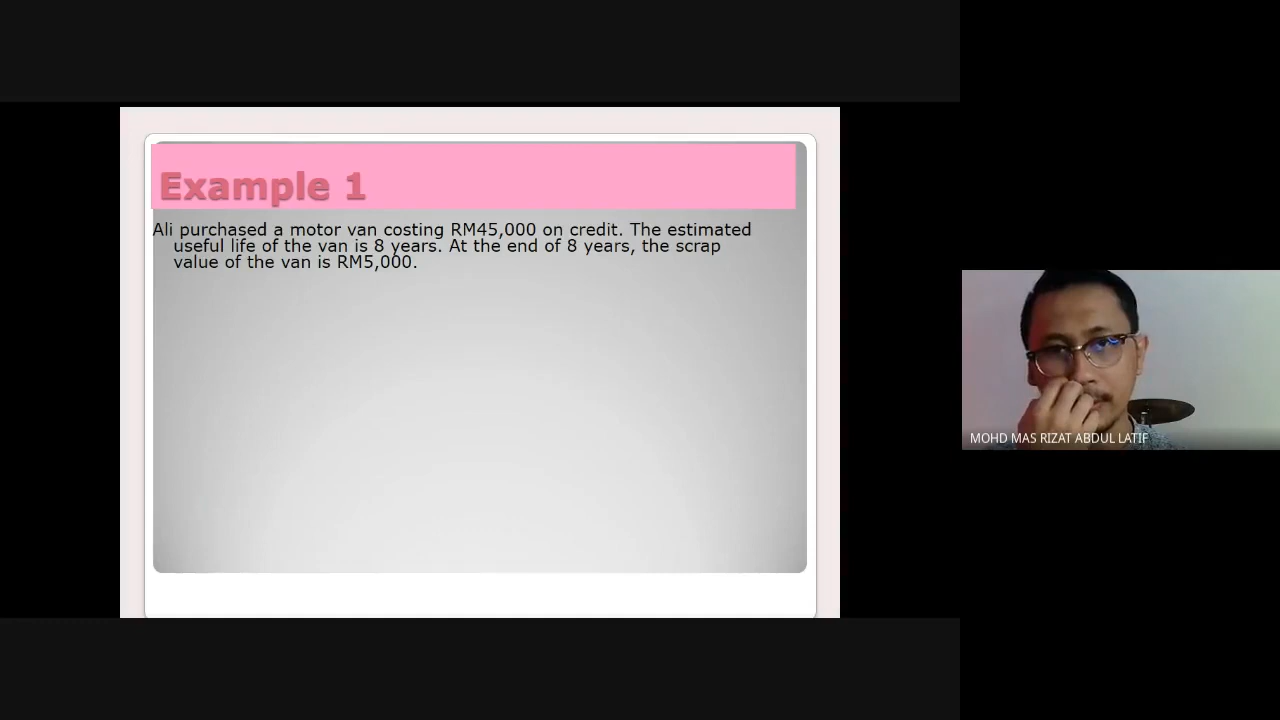 Example 1
Ali purchased a motor van costing RM45,000 on credit. The estimated
useful life of the van is 8 years. At the end of 8 years, the scrap
value of the van is RM5,000.
MOHD MAS RIZAT ABDUL LATIF